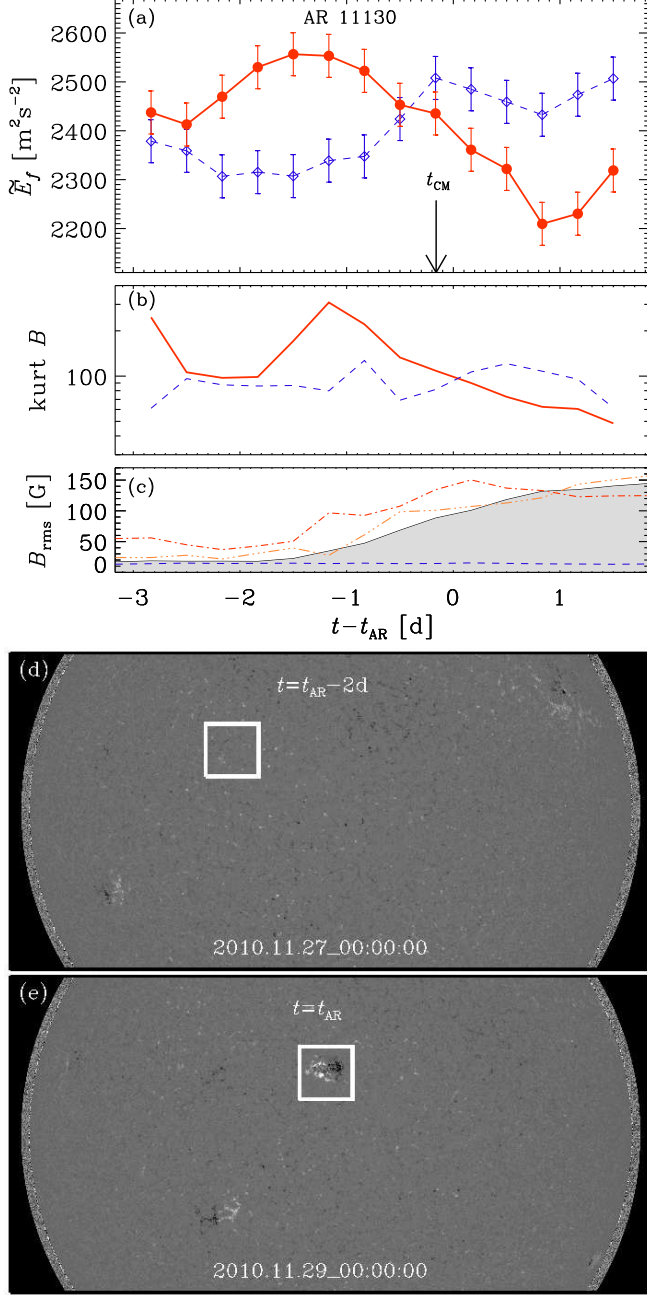 (a) AR 11130
2600
2500
2400
2300
2200
Ẽ_f [m²s⁻²]
t_CM
(b)
100
kurt B
(c)
150
100
50
0
B_rms [G]
−3 −2 −1 0 1
t−t_AR [d]
(d)
t=t_AR−2d
2010.11.27_00:00:00
(e)
t=t_AR
2010.11.29_00:00:00